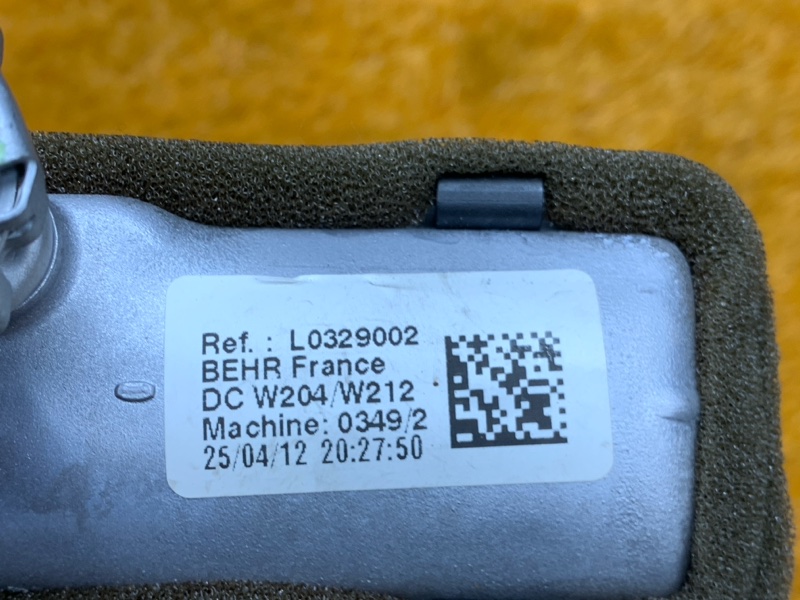 Ref. : L0329002
BEHR France
DC W204/W212
Machine: 0349/2
25/04/12 20:27:50